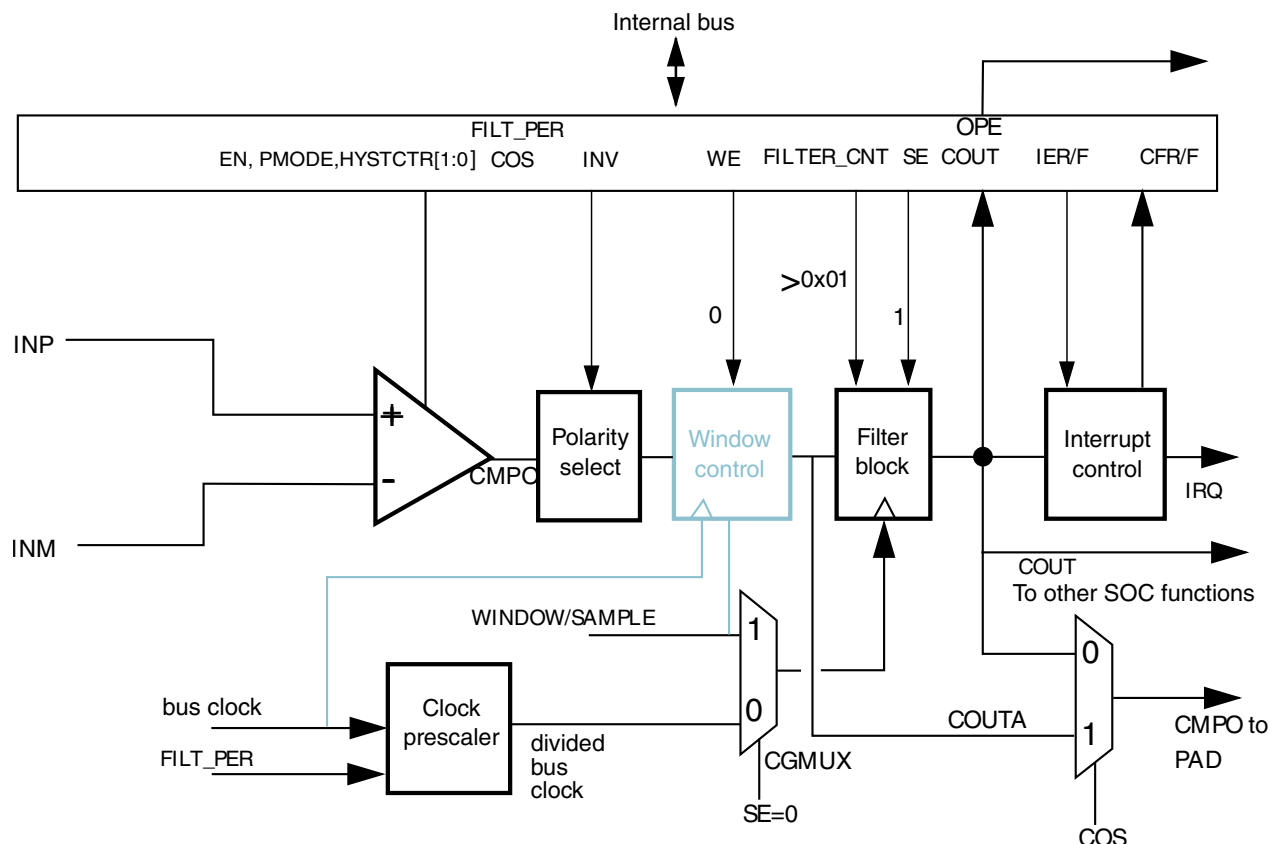 Internal bus
FILT_PER
OPE
EN, PMODE,HYSTCTR[1:0]
COS
INV
WE
FILTER_CNT
SE
COUT
IER/F
CFR/F
>0x01
0
1
INP
+
-
INM
CMPO
Polarity
select
Window
control
Filter
block
Interrupt
control
IRQ
COUT
To other SOC functions
WINDOW/SAMPLE
1
0
CGMUX
SE=0
bus clock
FILT_PER
Clock
prescaler
divided
bus
clock
COUTA
0
1
CMPO to
PAD
COS